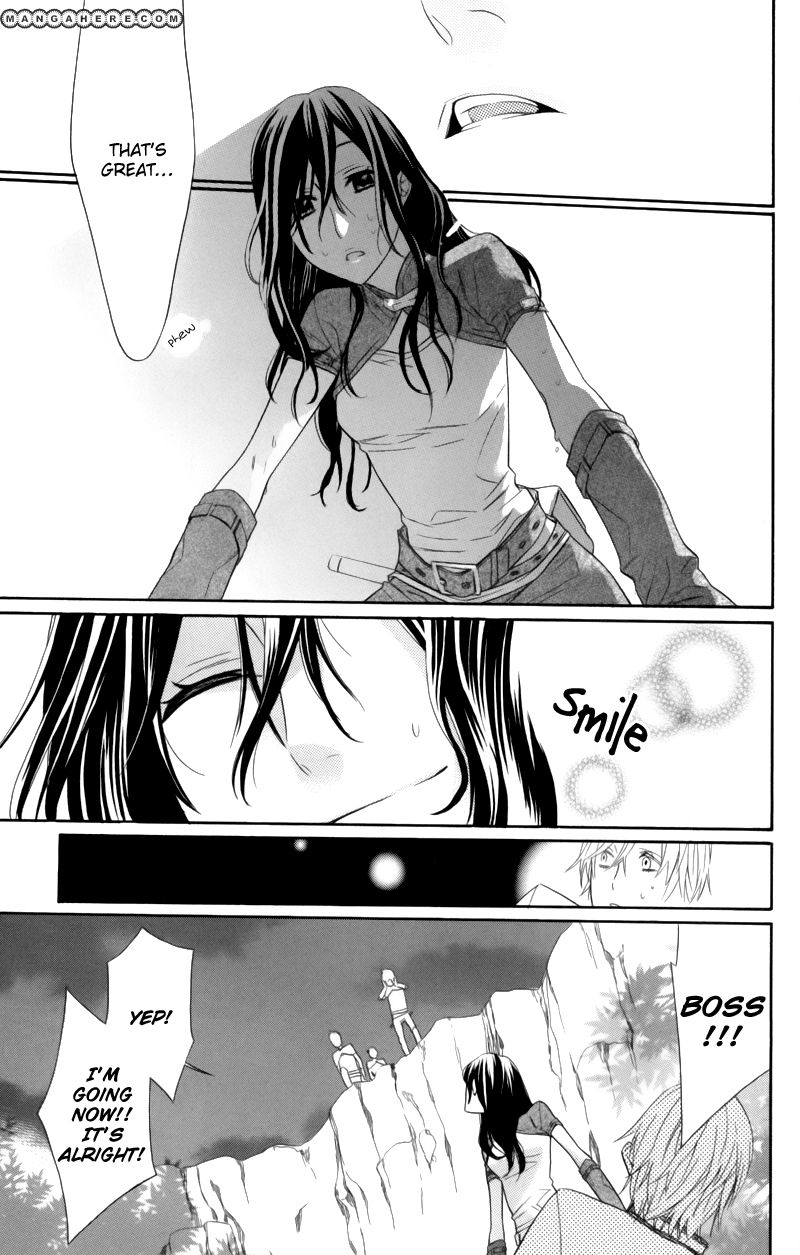 MANGAHERE.COM
THAT'S
GREAT...
phew
Smile
BOSS
!!!
YEP!
I'M
GOING
NOW!!
IT'S
ALRIGHT!